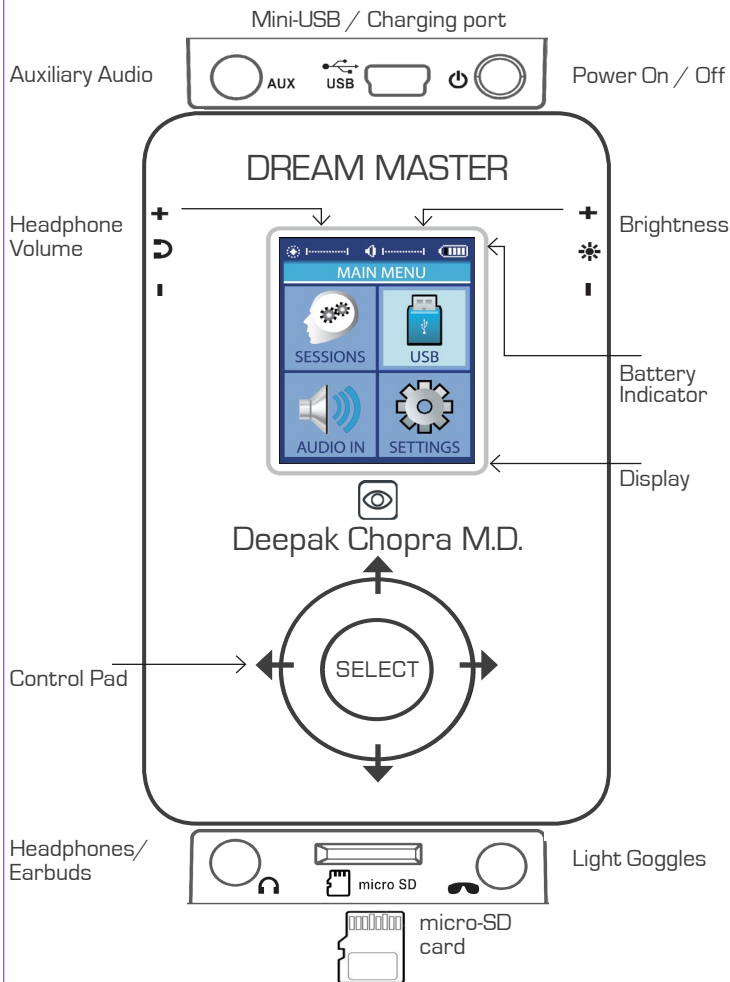 Mini-USB / Charging port
Auxiliary Audio
AUX
USB
Power On / Off
DREAM MASTER
Headphone
Volume
+
-
+
-
Brightness
MAIN MENU
SESSIONS
USB
AUDIO IN
SETTINGS
Battery
Indicator
Display
Deepak Chopra M.D.
SELECT
Control Pad
Headphones/
Earbuds
micro SD
Light Goggles
micro-SD
card